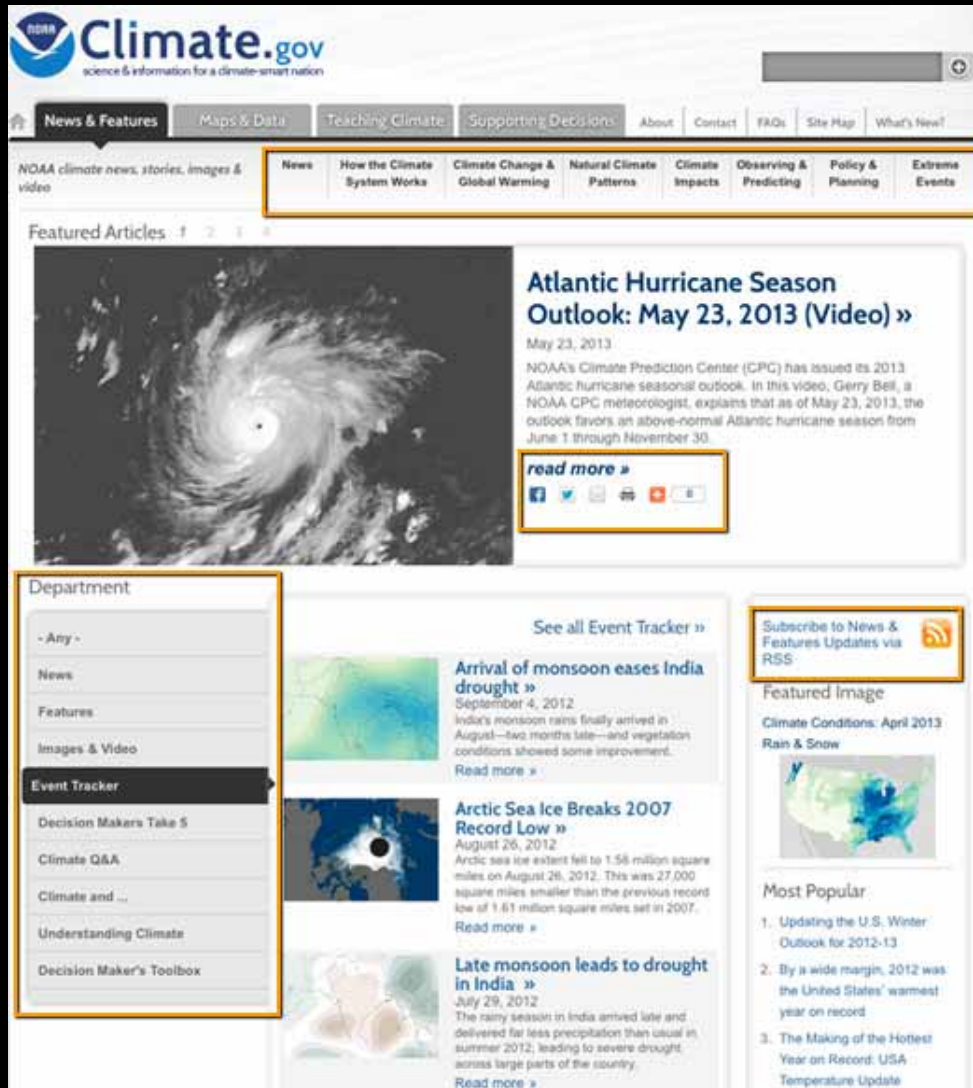 NOAA
Climate.gov
science & information for a climate-smart nation
News & Features
Maps & Data
Teaching Climate
Supporting Decisions
About
Contact
FAQs
Site Map
What's New?
NOAA climate news, stories, images &
video
News
How the Climate
System Works
Climate Change &
Global Warming
Natural Climate
Patterns
Climate
Impacts
Observing &
Predicting
Policy &
Planning
Extreme
Events
Featured Articles 1 2 3 4
Atlantic Hurricane Season
Outlook: May 23, 2013 (Video) »
May 23, 2013
NOAA's Climate Prediction Center (CPC) has issued its 2013
Atlantic hurricane seasonal outlook. In this video, Gerry Bell, a
NOAA CPC meteorologist, explains that as of May 23, 2013, the
outlook favors an above-normal Atlantic hurricane season from
June 1 through November 30.
read more »
Department
- Any -
News
Features
Images & Video
Event Tracker
Decision Makers Take 5
Climate Q&A
Climate and ...
Understanding Climate
Decision Maker's Toolbox
See all Event Tracker »
Arrival of monsoon eases India
drought »
September 4, 2012
India's monsoon rains finally arrived in
August—two months late—and vegetation
conditions showed some improvement.
Read more »
Arctic Sea Ice Breaks 2007
Record Low »
August 26, 2012
Arctic sea ice extent fell to 1.58 million square
miles on August 26, 2012. This was 27,000
square miles smaller than the previous record
low of 1.61 million square miles set in 2007.
Read more »
Late monsoon leads to drought
in India »
July 29, 2012
The rainy season in India arrived late and
delivered far less precipitation than usual in
summer 2012, leading to severe drought
across large parts of the country.
Read more »
Subscribe to News &
Features Updates via
RSS
Featured Image
Climate Conditions: April 2013
Rain & Snow
Most Popular
1. Updating the U.S. Winter
Outlook for 2012-13
2. By a wide margin, 2012 was
the United States' warmest
year on record
3. The Making of the Hottest
Year on Record: USA
Temperature Update